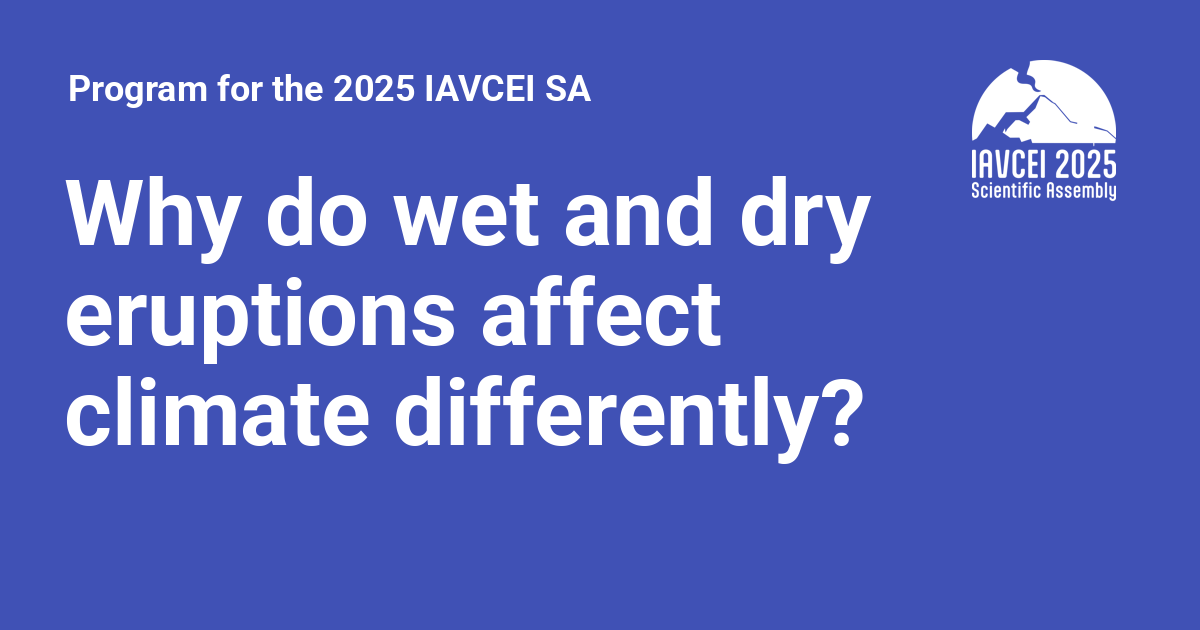 Program for the 2025 IAVCEI SA
Why do wet and dry
eruptions affect
climate differently?
IAVCEI 2025
Scientific Assembly